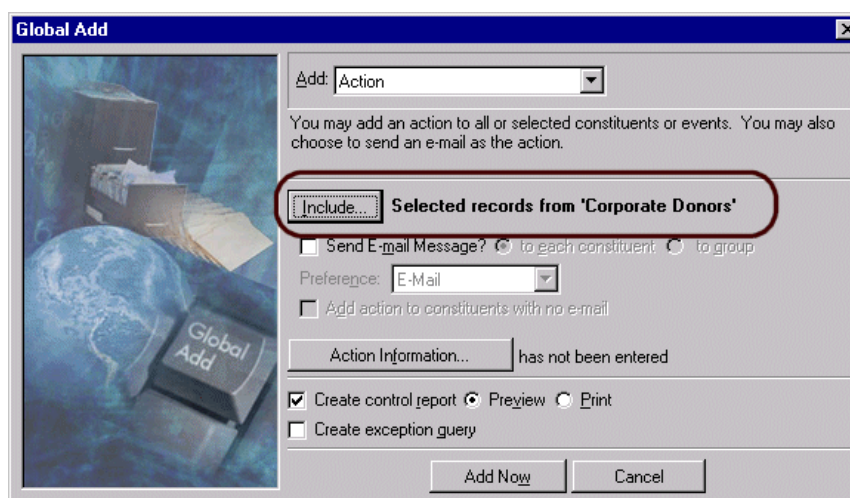 Global Add
Add: Action
You may add an action to all or selected constituents or events. You may also
choose to send an e-mail as the action.
Include... Selected records from 'Corporate Donors'
Send E-mail Message? to each constituent to group
Preference: E-Mail
Add action to constituents with no e-mail
Global
Add
Action Information... has not been entered
Create control report Preview Print
Create exception query
Add Now Cancel